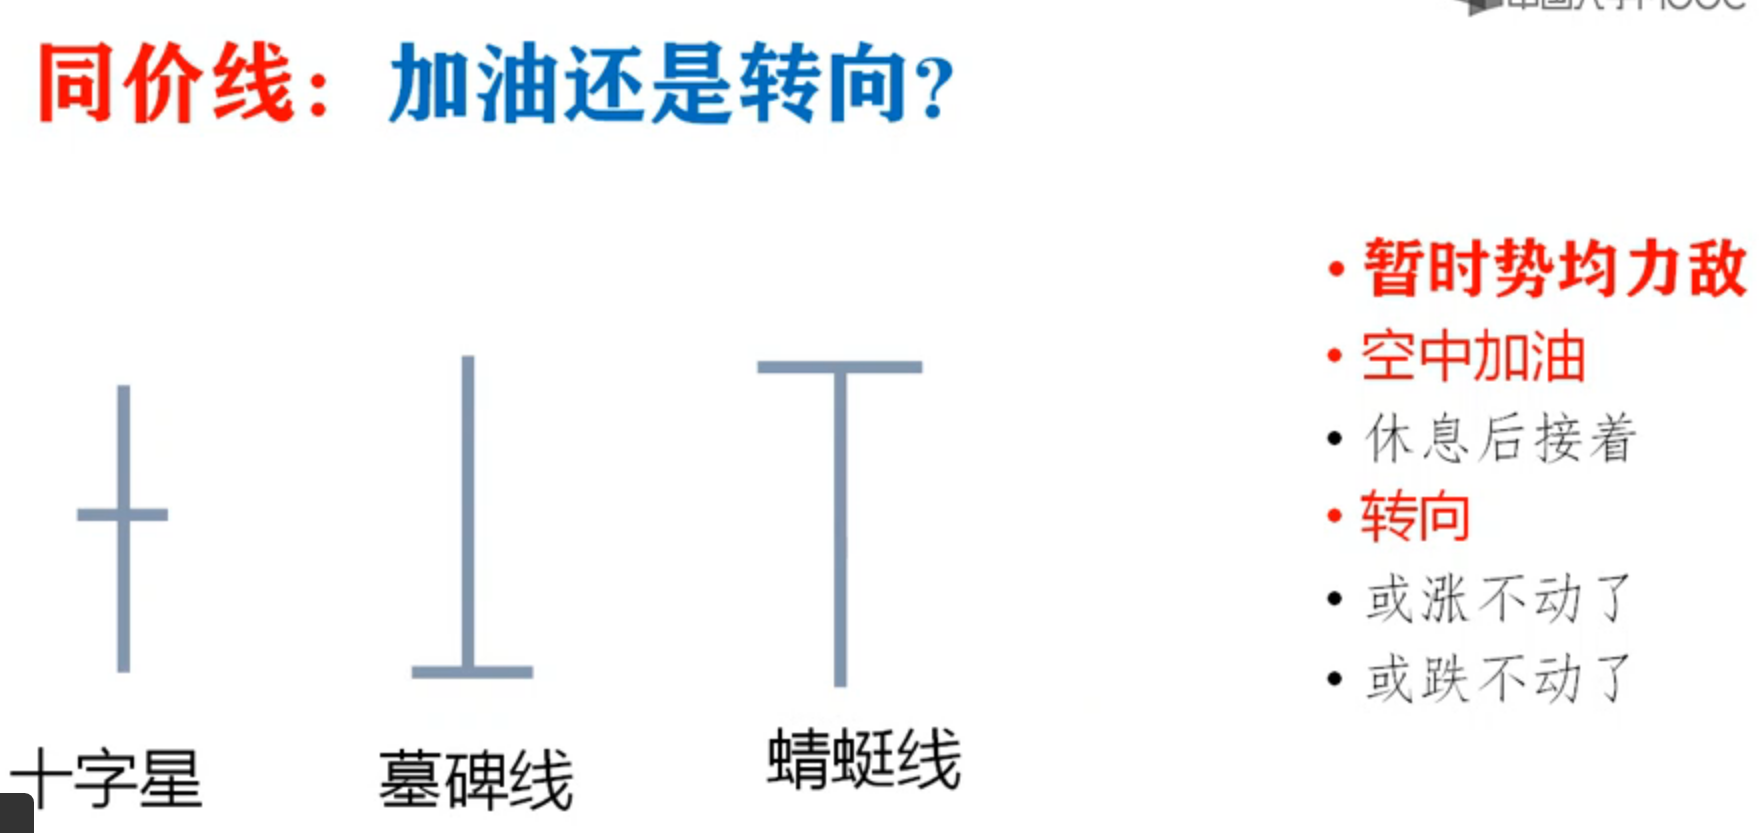 同价线：加油还是转向？
• 暂时势均力敌
• 空中加油
• 休息后接着
• 转向
• 或涨不动了
• 或跌不动了
十字星 墓碑线 蜻蜓线